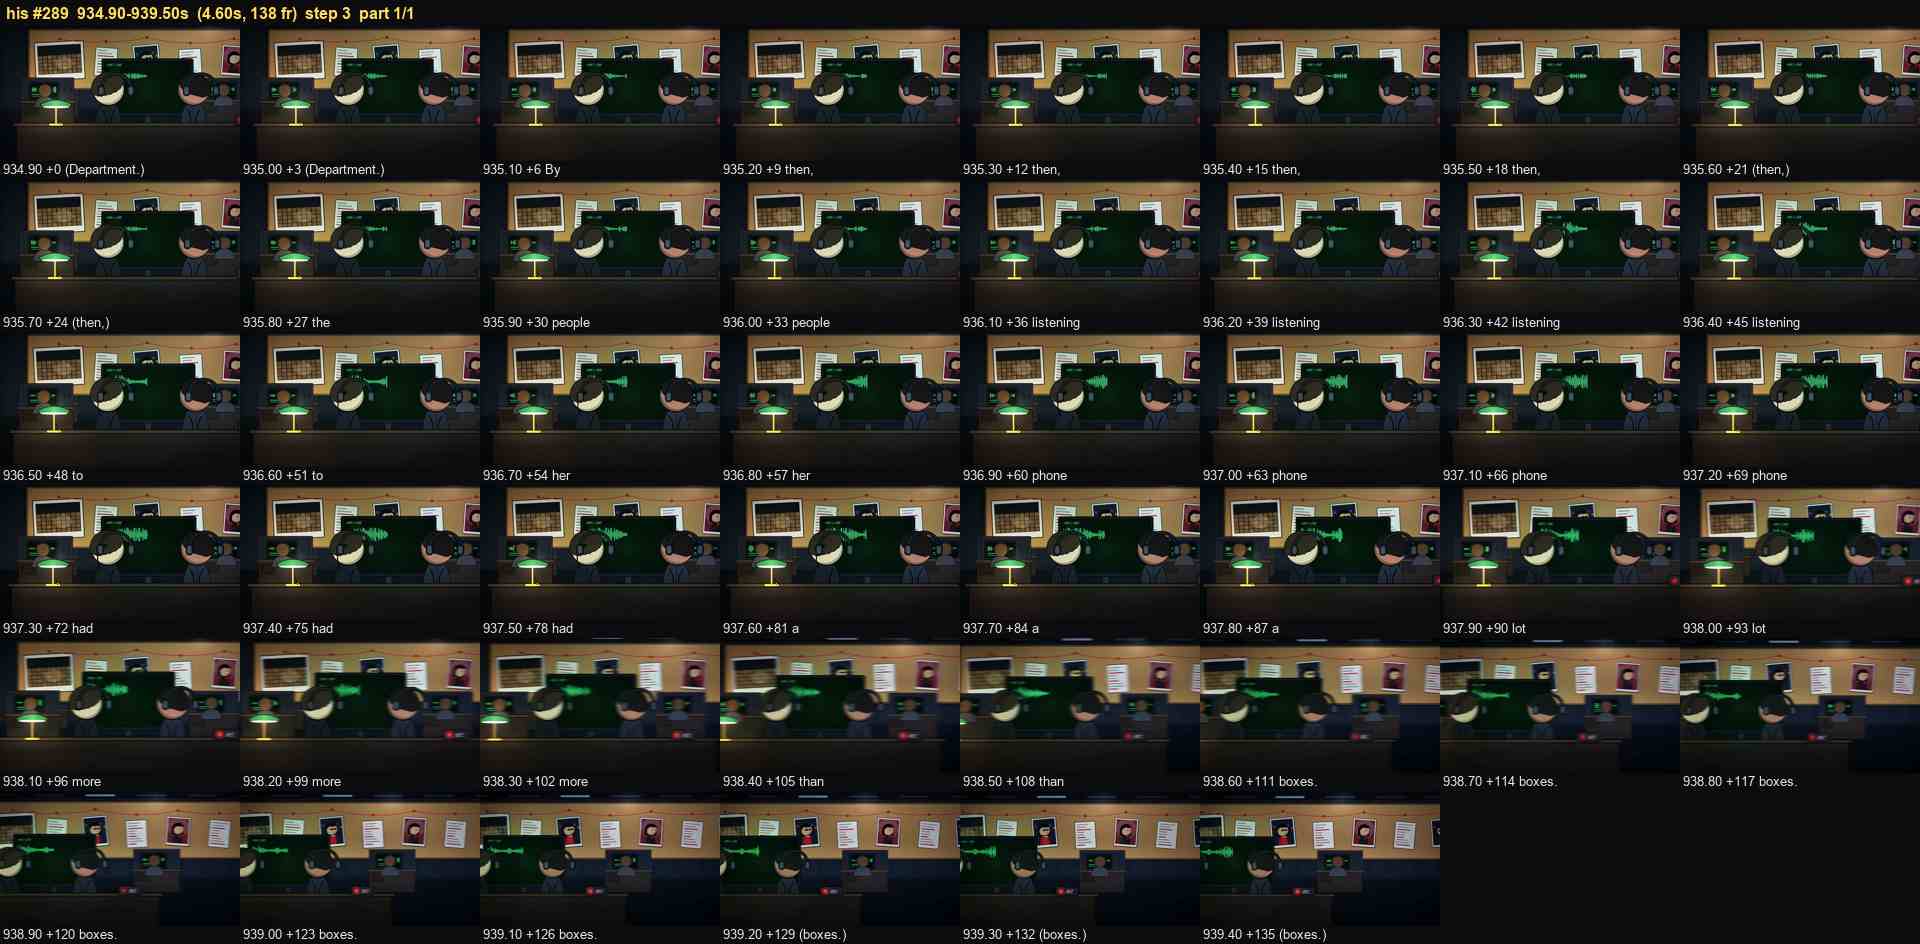 his #289 934.90-939.50s (4.60s, 138 fr) step 3 part 1/1
934.90 +0 (Department.)
935.00 +3 (Department.)
935.10 +6 By
935.20 +9 then,
935.30 +12 then,
935.40 +15 then,
935.50 +18 then,
935.60 +21 (then,)
935.70 +24 (then,)
935.80 +27 the
935.90 +30 people
936.00 +33 people
936.10 +36 listening
936.20 +39 listening
936.30 +42 listening
936.40 +45 listening
936.50 +48 to
936.60 +51 to
936.70 +54 her
936.80 +57 her
936.90 +60 phone
937.00 +63 phone
937.10 +66 phone
937.20 +69 phone
937.30 +72 had
937.40 +75 had
937.50 +78 had
937.60 +81 a
937.70 +84 a
937.80 +87 a
937.90 +90 lot
938.00 +93 lot
938.10 +96 more
938.20 +99 more
938.30 +102 more
938.40 +105 than
938.50 +108 than
938.60 +111 boxes.
938.70 +114 boxes.
938.80 +117 boxes.
938.90 +120 boxes.
939.00 +123 boxes.
939.10 +126 boxes.
939.20 +129 (boxes.)
939.30 +132 (boxes.)
939.40 +135 (boxes.)